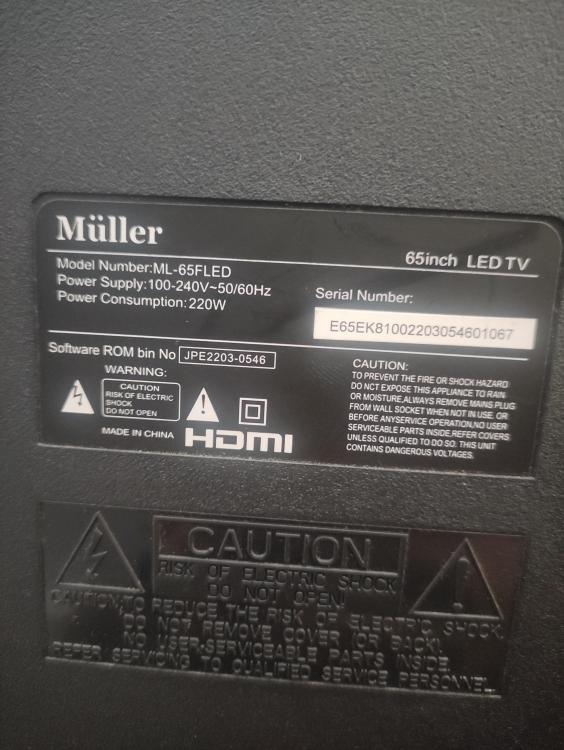 Müller
65inch LED TV
Model Number:ML-65FLED
Power Supply:100-240V~50/60Hz
Power Consumption:220W
Serial Number:
E65EK81002203054601067
Software ROM bin No JPE2203-0546
WARNING:
CAUTION
RISK OF ELECTRIC
SHOCK
DO NOT OPEN
MADE IN CHINA
HDMI
CAUTION:
TO PREVENT THE FIRE OR SHOCK HAZARD
DO NOT EXPOSE THIS APPLIANCE TO RAIN
OR MOISTURE,ALWAYS REMOVE MAINS PLUG
FROM WALL SOCKET WHEN NOT IN USE OR
BEFORE ANYSERVICE OPERATION,NO USER
SERVICEABLE PARTS INSIDE,REFER COVERS
UNLESS QUALIFIED TO DO SO. THIS UNIT
CONTAINS DANGEROUS VOLTAGES.
CAUTION
RISK OF ELECTRIC SHOCK
DO NOT OPEN!
CAUTION:TO REDUCE THE RISK OF ELECTRIC SHOCK,
DO NOT REMOVE COVER (OR BACK).
NO USER-SERVICEABLE PARTS INSIDE.
REFER SERVICING TO QUALIFIED SERVICE PERSONNEL.